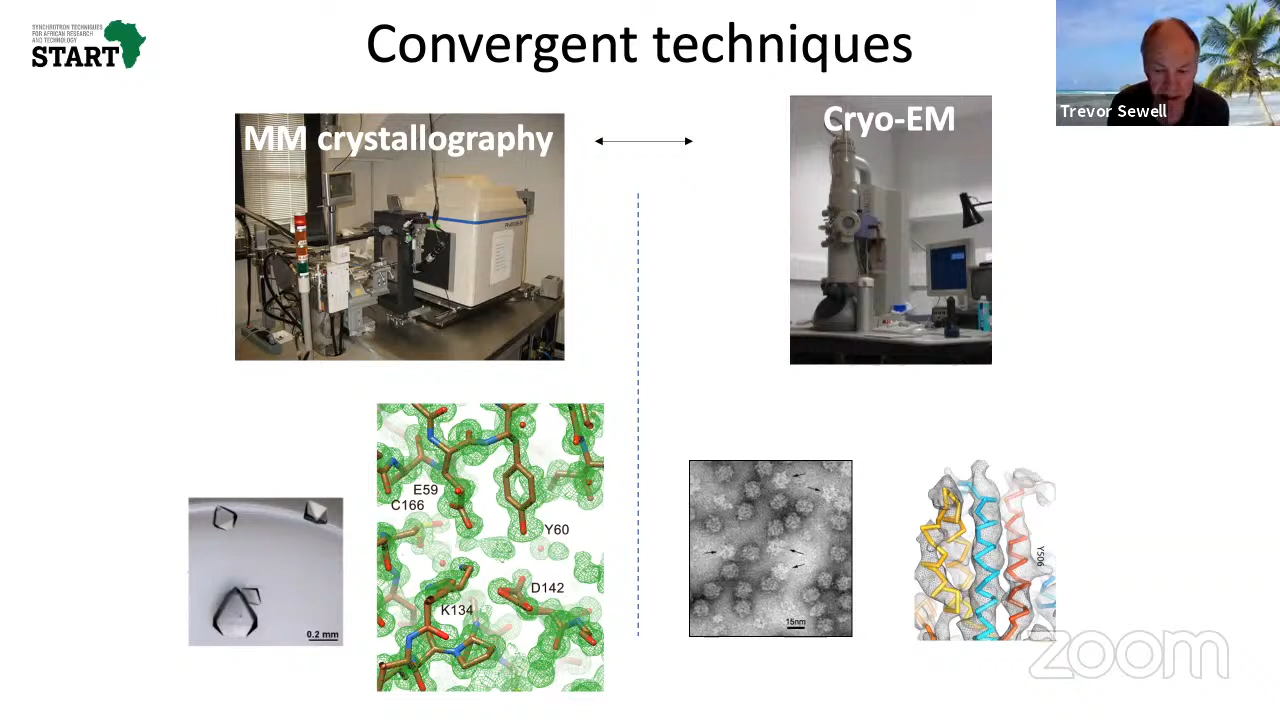 SYNCHROTRON TECHNIQUES
FOR AFRICAN RESEARCH
AND TECHNOLOGY
START
Convergent techniques
Trevor Sewell
MM crystallography
Cryo-EM
E59
C166
Y60
D142
K134
0.2 mm
15nm
Y506
zoom